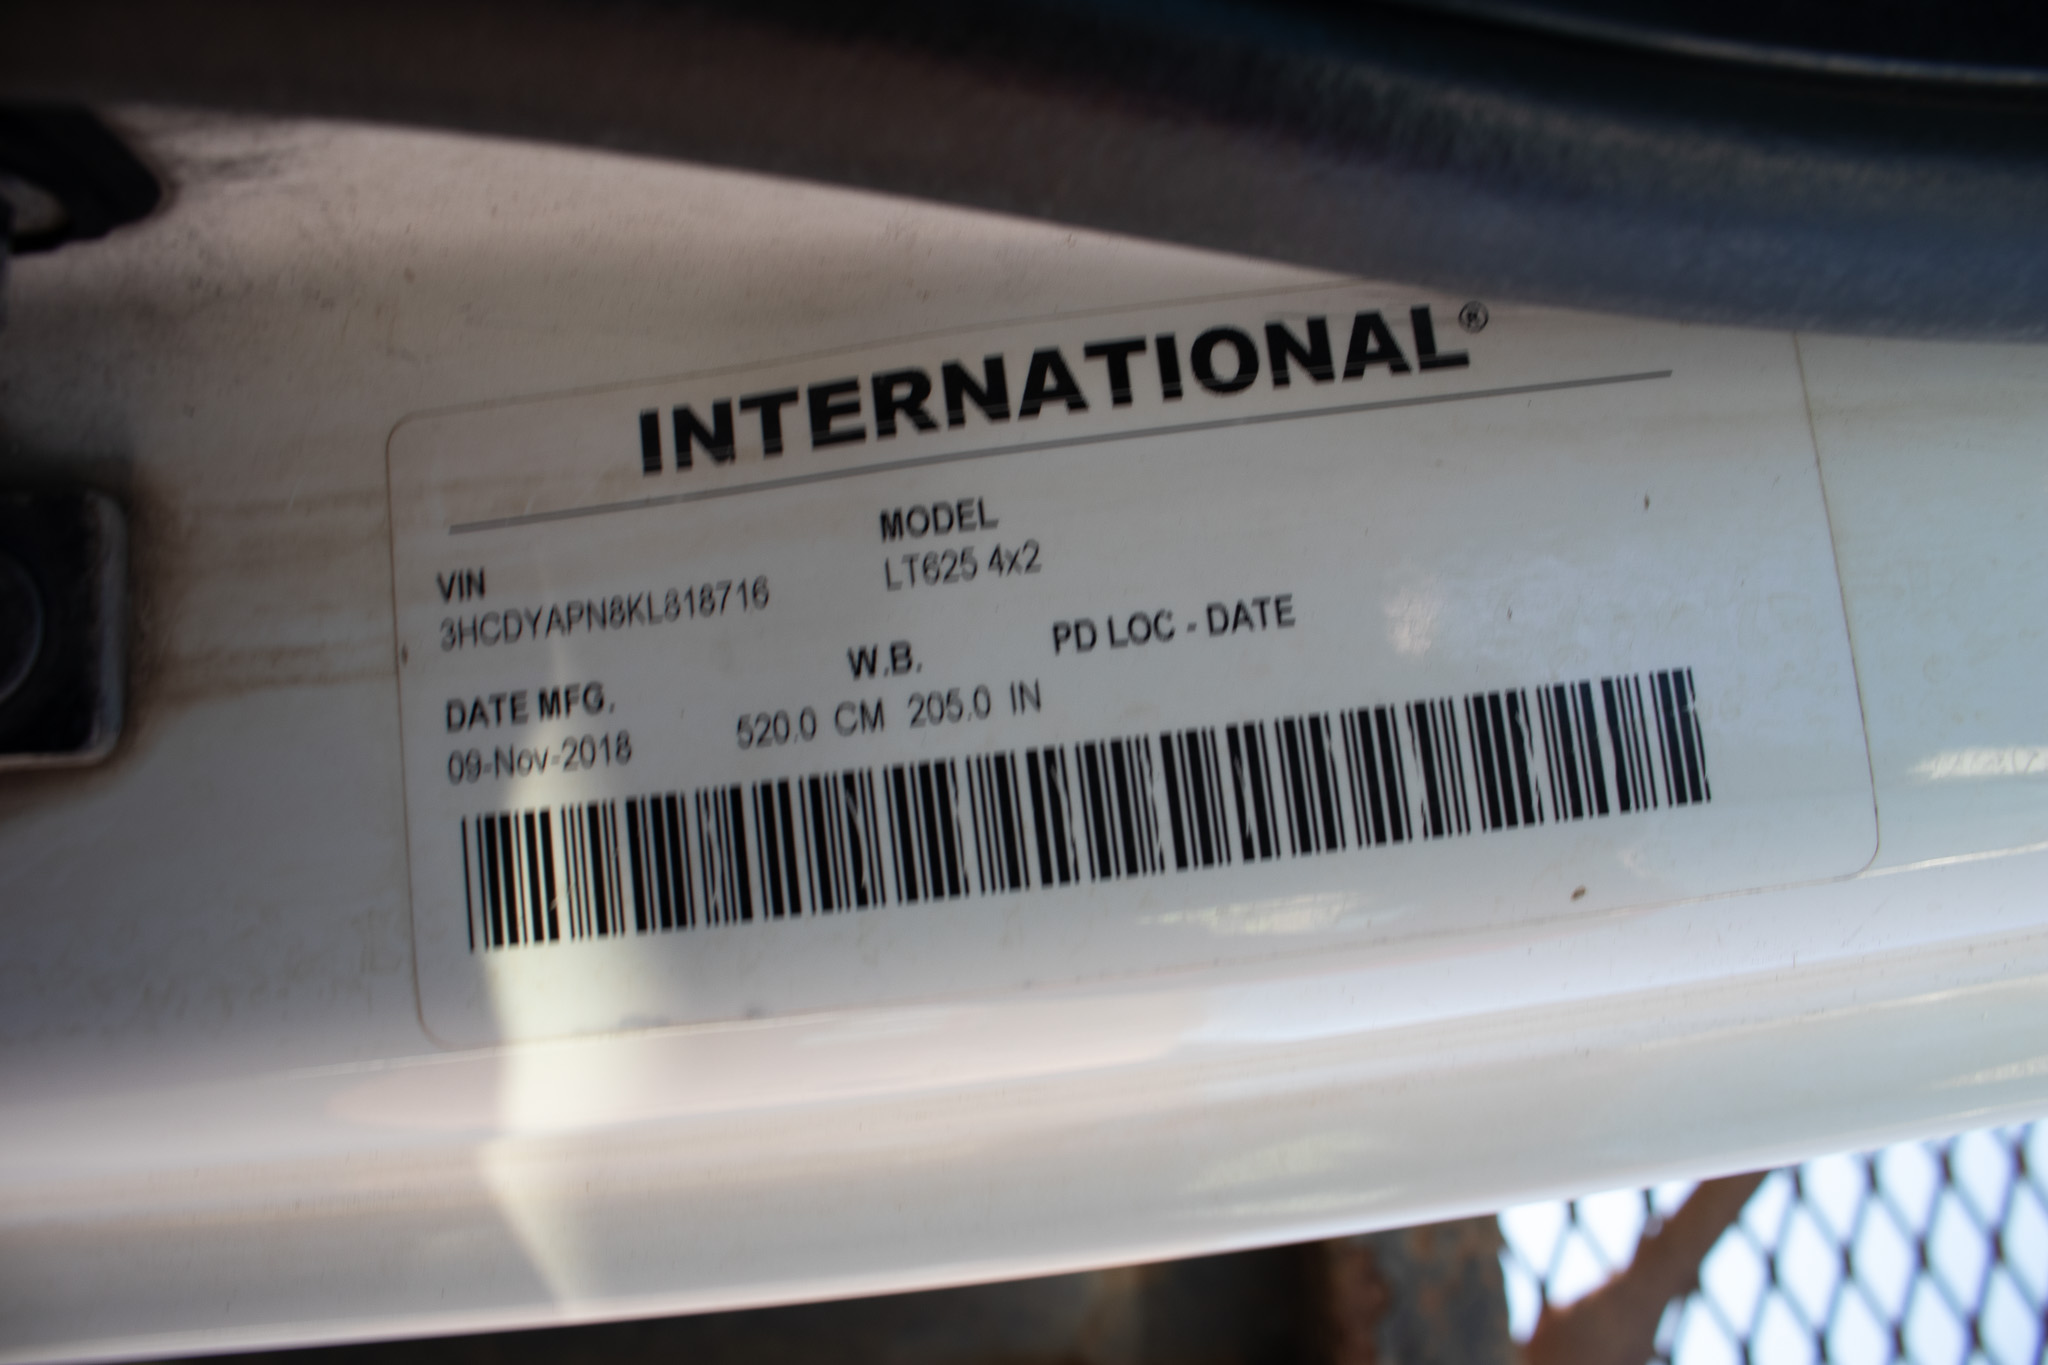 INTERNATIONAL®
MODEL
LT625 4x2
VIN
3HCDYAPN8KL818716
W.B.
PD LOC - DATE
DATE MFG.
09-Nov-2018
520.0 CM 205.0 IN